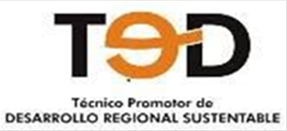 TED
Técnico Promotor de
DESARROLLO REGIONAL SUSTENTABLE